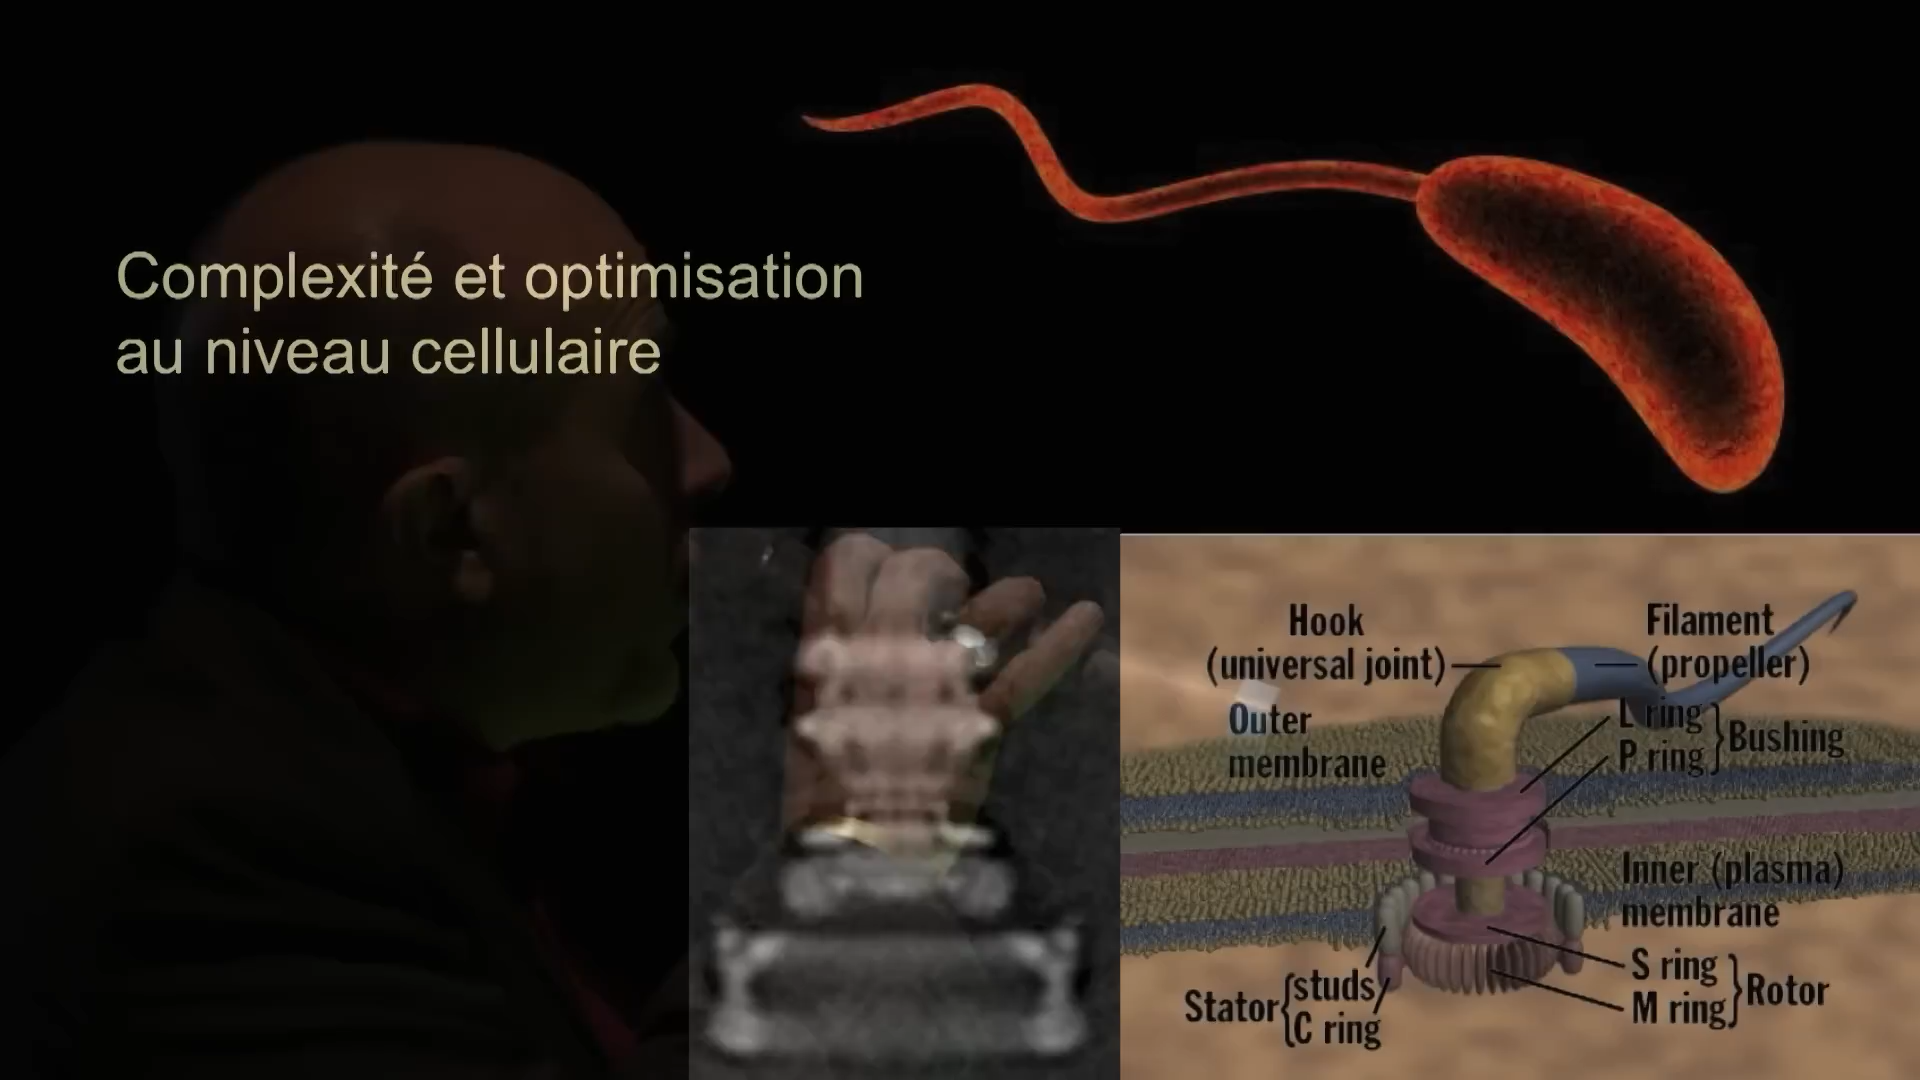 Complexité et optimisation
au niveau cellulaire
Hook
(universal joint)
Filament
(propeller)
Outer
membrane
L ring
P ring
Bushing
Inner (plasma)
membrane
S ring
M ring
Rotor
Stator
studs
C ring